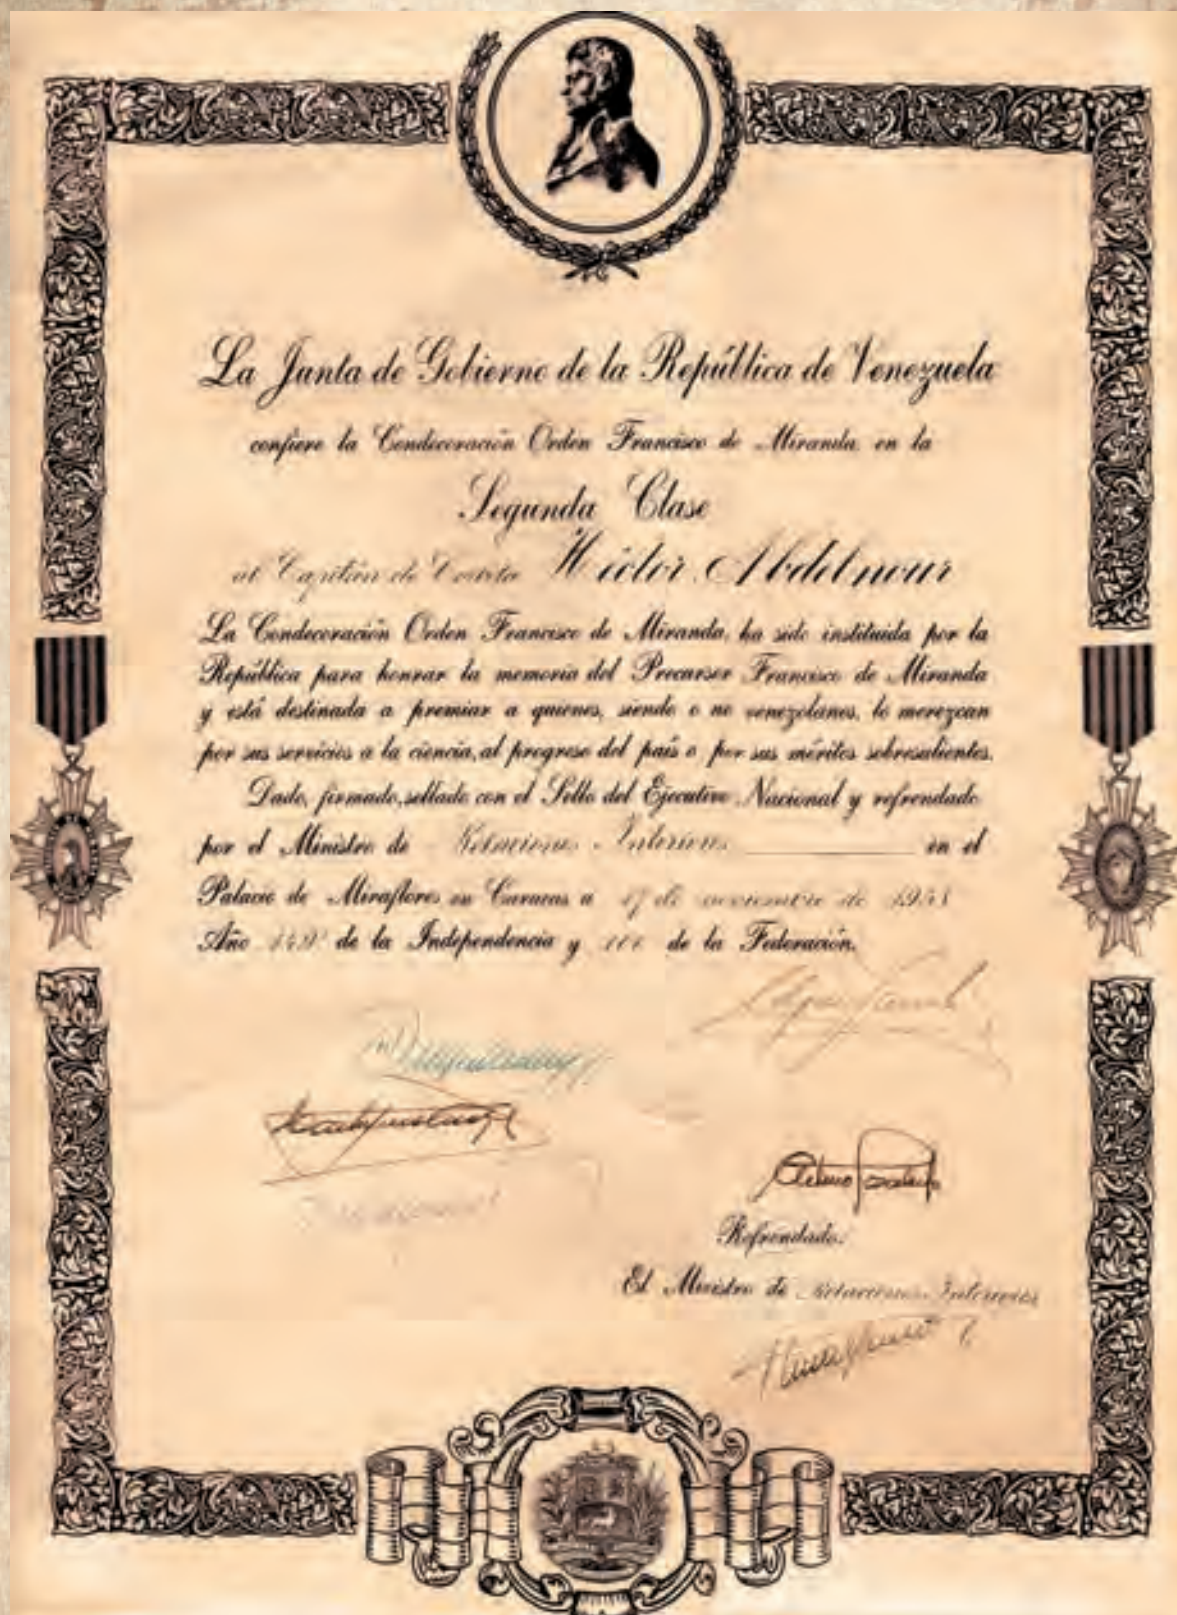 La Junta de Gobierno de la República de Venezuela
confiere la Condecoración Orden Francisco de Miranda en la
Segunda Clase
al Capitán de Corbeta Héctor Abdelnour
La Condecoración Orden Francisco de Miranda, ha sido instituida por la
República para honrar la memoria del Precursor Francisco de Miranda
y está destinada a premiar a quienes, siendo o no venezolanos, lo merezcan
por sus servicios a la ciencia, al progreso del país o por sus méritos sobresalientes.
Dado, firmado, sellado con el Sello del Ejecutivo Nacional y refrendado
por el Ministro de Relaciones Interiores en el
Palacio de Miraflores en Caracas a 17 de noviembre de 1958
Año 149º de la Independencia y 100 de la Federación.
Refrendado:
El Ministro de Relaciones Interiores